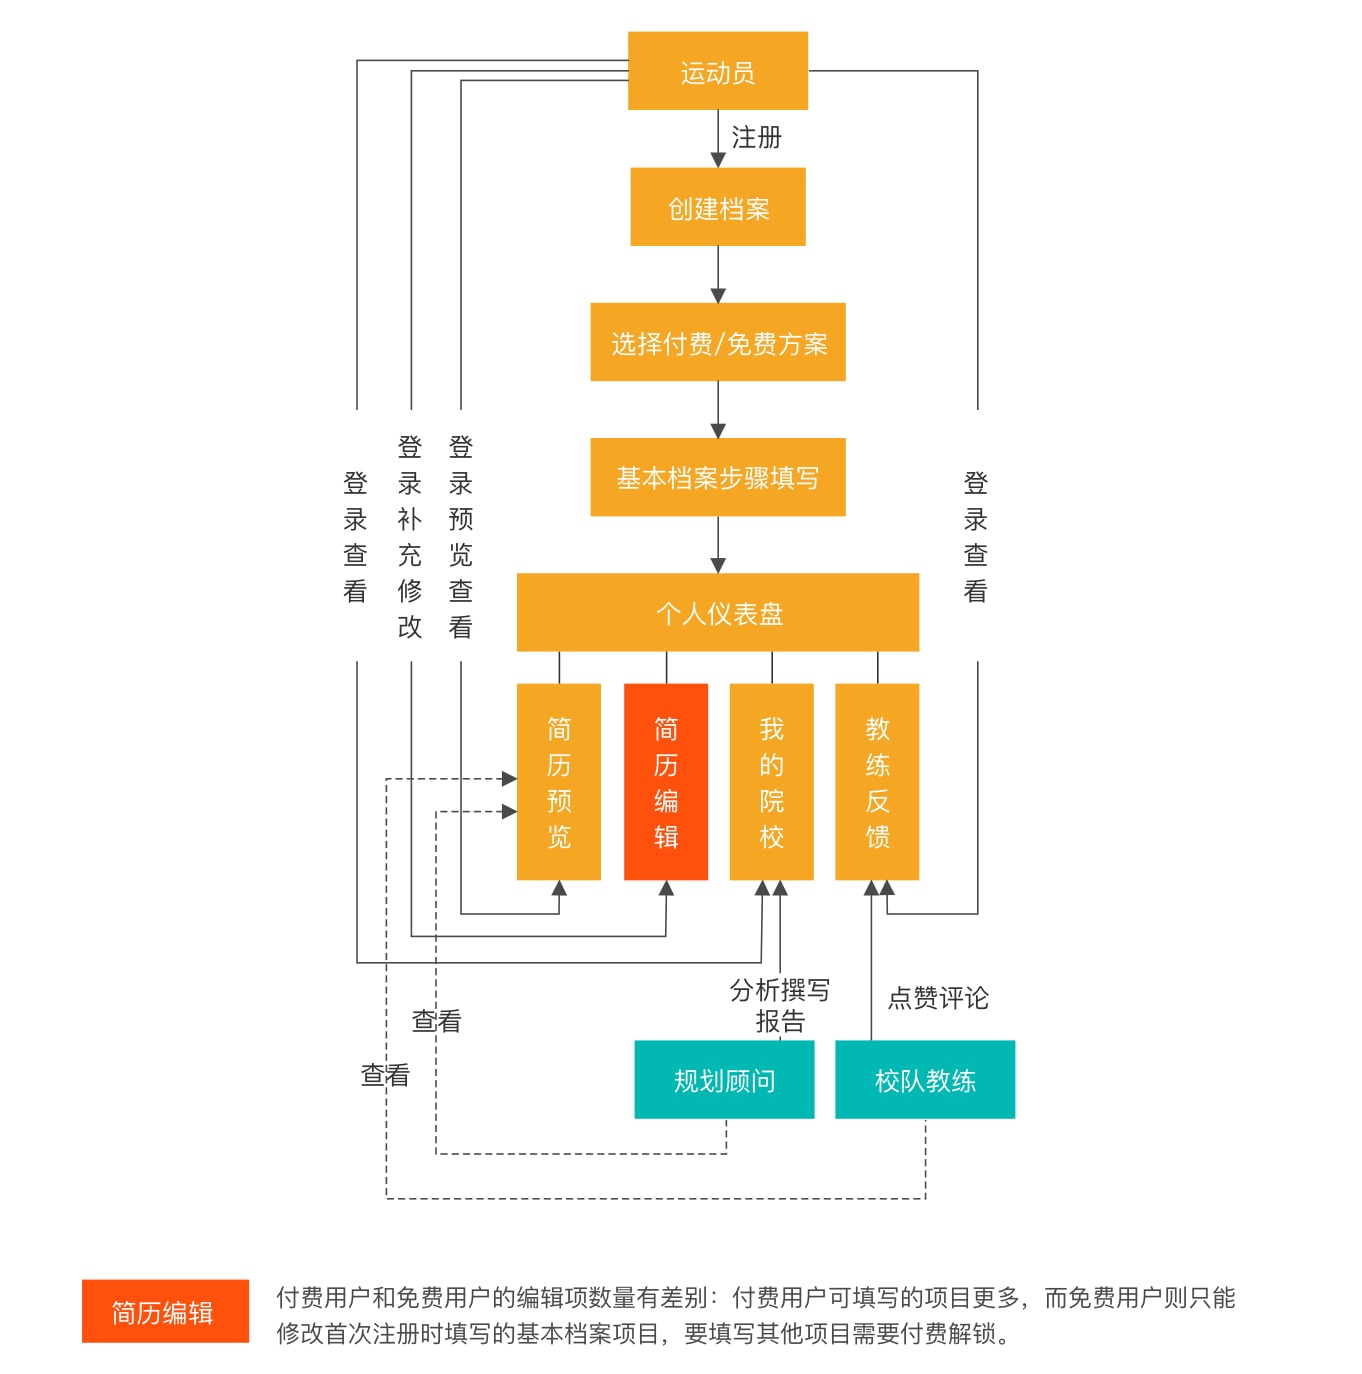 运动员
注册
创建档案
选择付费/免费方案
基本档案步骤填写
登录查看
登录补充修改
登录预览查看
登录查看
个人仪表盘
简历预览
简历编辑
我的院校
教练反馈
分析撰写
报告
点赞评论
查看
查看
规划顾问
校队教练
简历编辑
付费用户和免费用户的编辑项数量有差别：付费用户可填写的项目更多，而免费用户则只能
修改首次注册时填写的基本档案项目，要填写其他项目需要付费解锁。